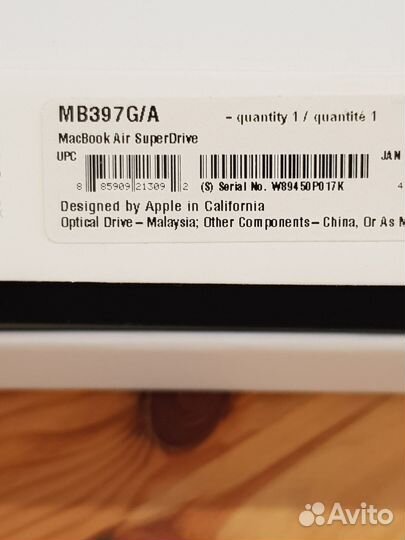 MB397G/A - quantity 1 / quantité 1
MacBook Air SuperDrive
UPC JAN
8 85909 21309 2 (S) Serial No. W89450P017K 4
Designed by Apple in California
Optical Drive – Malaysia; Other Components – China, Or As M
Avito